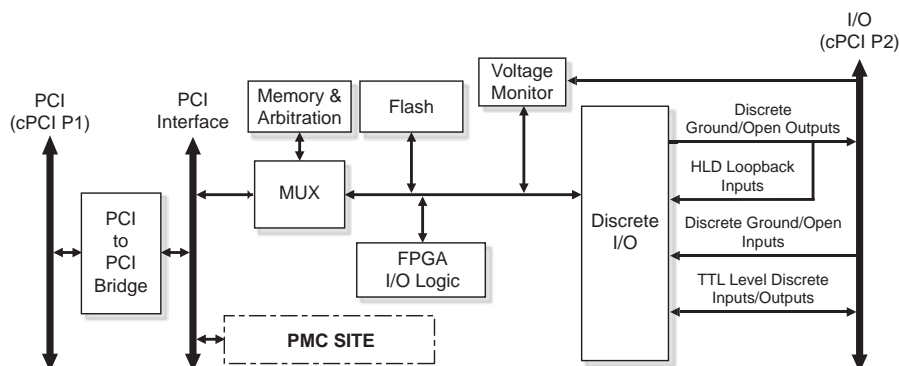 I/O
(cPCI P2)
PCI
(cPCI P1)
PCI
Interface
Memory &
Arbitration
Flash
Voltage
Monitor
Discrete
Ground/Open Outputs
HLD Loopback
Inputs
MUX
PCI
to
PCI
Bridge
FPGA
I/O Logic
Discrete
I/O
Discrete Ground/Open
Inputs
TTL Level Discrete
Inputs/Outputs
PMC SITE